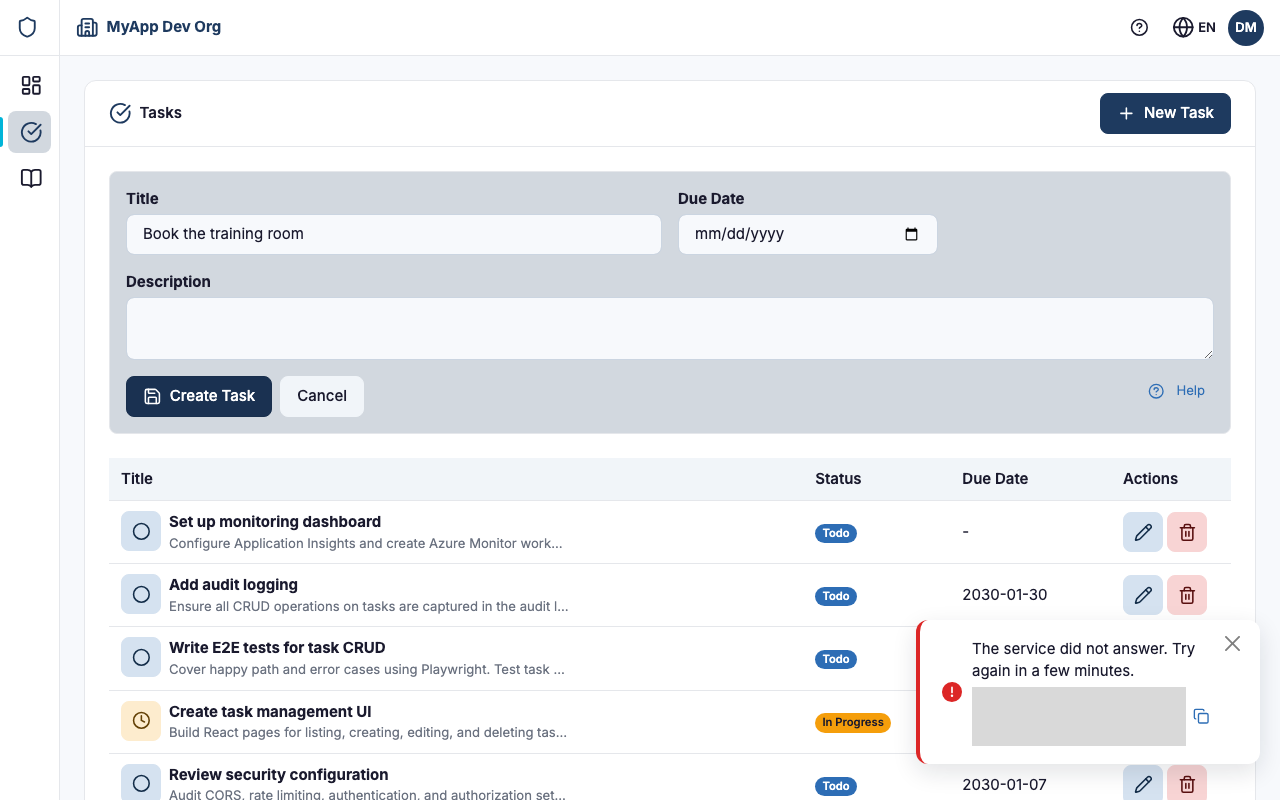 MyApp Dev Org
EN
DM
Tasks
New Task
Title
Due Date
Book the training room
mm/dd/yyyy
Description
Create Task
Cancel
Help
Title
Status
Due Date
Actions
Set up monitoring dashboard
Configure Application Insights and create Azure Monitor work...
Todo
-
Add audit logging
Ensure all CRUD operations on tasks are captured in the audit l...
Todo
2030-01-30
Write E2E tests for task CRUD
Cover happy path and error cases using Playwright. Test task ...
Todo
Create task management UI
Build React pages for listing, creating, editing, and deleting tas...
In Progress
Review security configuration
Audit CORS, rate limiting, authentication, and authorization set...
Todo
2030-01-07
The service did not answer. Try
again in a few minutes.